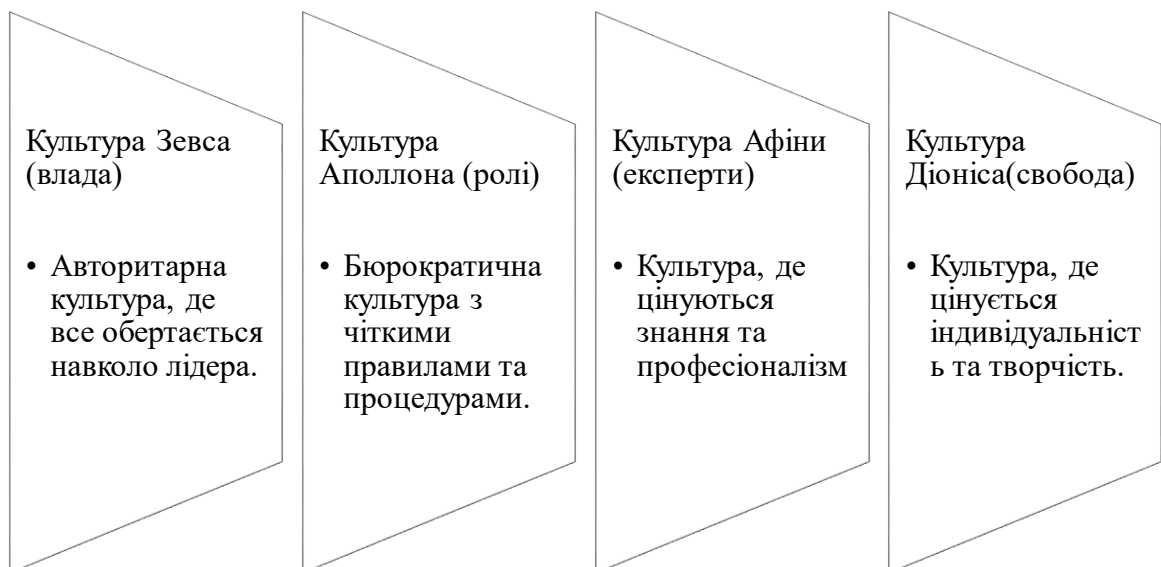 Культура Зевса
(влада)
• Авторитарна
культура, де
все обертається
навколо лідера.
Культура
Аполлона (ролі)
• Бюрократична
культура з
чіткими
правилами та
процедурами.
Культура Афіни
(експерти)
• Культура, де
цінуються
знання та
професіоналізм
Культура
Діоніса(свобода)
• Культура, де
цінується
індивідуальніст
ь та творчість.